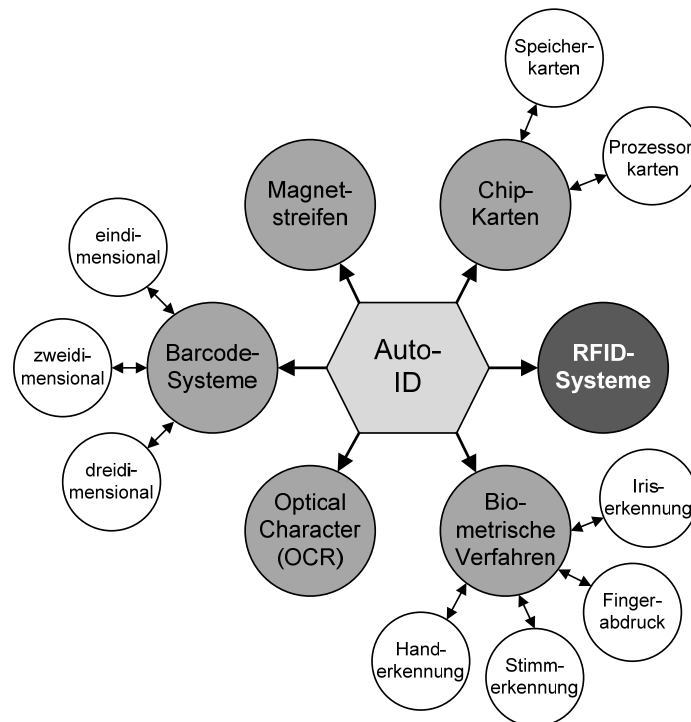 Speicher-
karten
Prozessor
karten
Magnet-
streifen
Chip-
Karten
eindi-
mensional
zweidi-
mensional
dreidi-
mensional
Barcode-
Systeme
Auto-
ID
RFID-
Systeme
Optical
Character
(OCR)
Bio-
metrische
Verfahren
Iris-
erkennung
Finger-
abdruck
Hand-
erkennung
Stimm-
erkennung